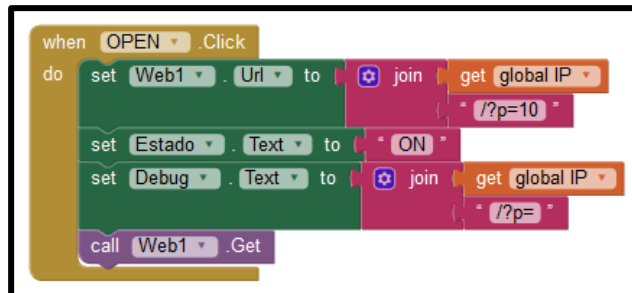 when OPEN .Click
do set Web1 . Url to join get global IP
" /?p=10 "
set Estado . Text to " ON "
set Debug . Text to join get global IP
" /?p= "
call Web1 .Get